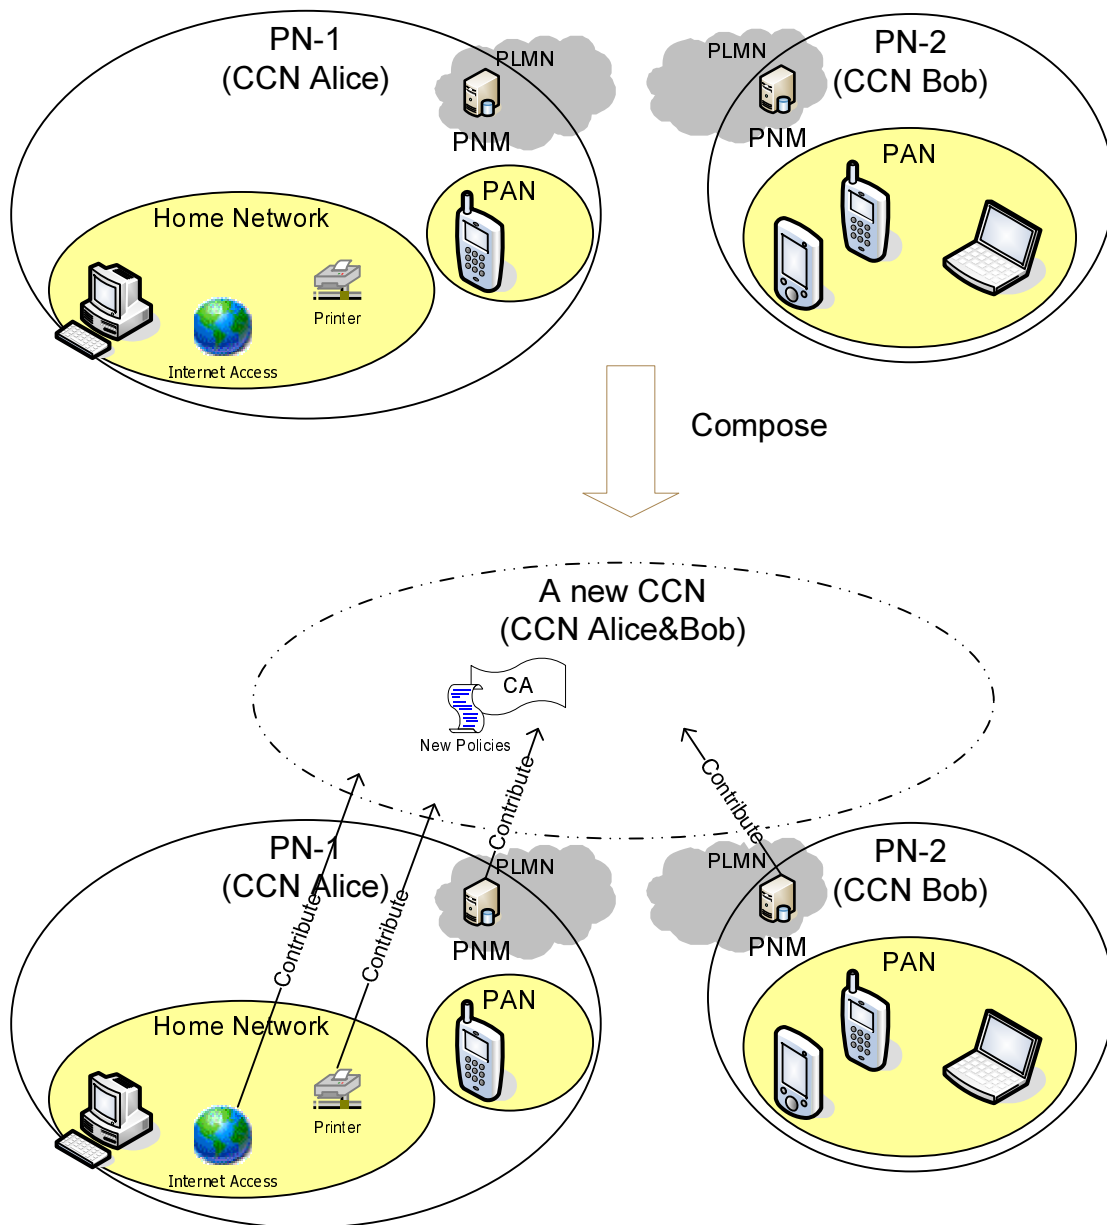 PN-1
(CCN Alice)
PLMN
PNM
PAN
Home Network
Printer
Internet Access
PLMN
PN-2
(CCN Bob)
PNM
PAN
Compose
A new CCN
(CCN Alice&Bob)
CA
New Policies
Contribute
Contribute
Contribute
Contribute
PN-1
(CCN Alice)
PLMN
PNM
PAN
Home Network
Printer
Internet Access
PLMN
PN-2
(CCN Bob)
PNM
PAN